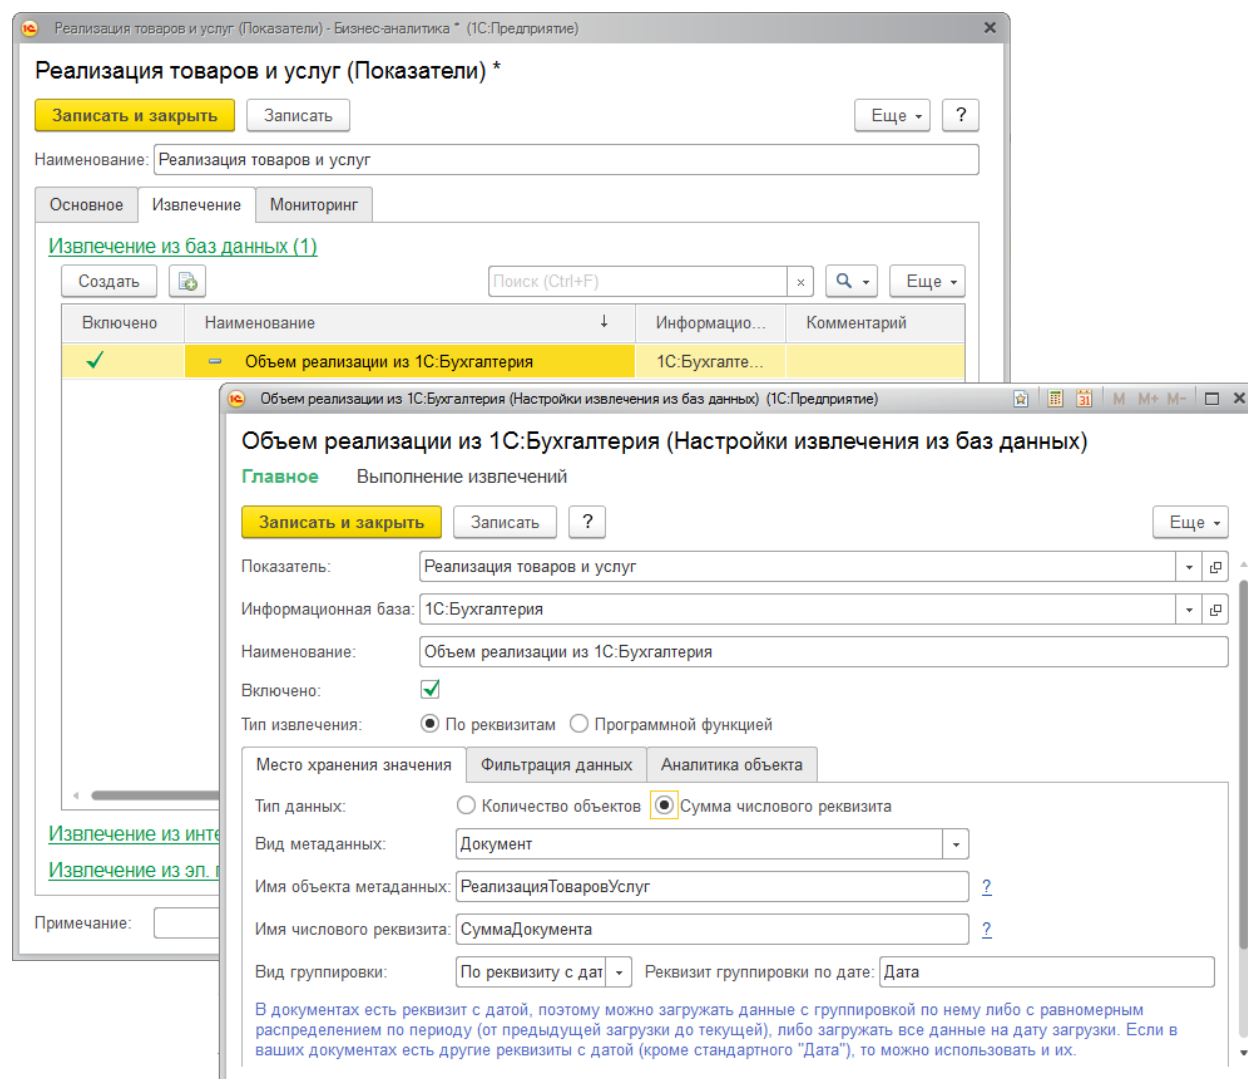 Реализация товаров и услуг (Показатели) - Бизнес-аналитика * (1С:Предприятие)
Реализация товаров и услуг (Показатели) *
Записать и закрыть Записать Еще ?
Наименование: Реализация товаров и услуг
Основное Извлечение Мониторинг
Извлечение из баз данных (1)
Создать Поиск (Ctrl+F) × Еще
Включено Наименование ↓ Информацио... Комментарий
Объем реализации из 1С:Бухгалтерия 1С:Бухгалте...
Объем реализации из 1С:Бухгалтерия (Настройки извлечения из баз данных) (1С:Предприятие) 31 M M+ M-
Объем реализации из 1С:Бухгалтерия (Настройки извлечения из баз данных)
Главное Выполнение извлечений
Записать и закрыть Записать ? Еще
Показатель: Реализация товаров и услуг
Информационная база: 1С:Бухгалтерия
Наименование: Объем реализации из 1С:Бухгалтерия
Включено:
Тип извлечения: По реквизитам Программной функцией
Место хранения значения Фильтрация данных Аналитика объекта
Тип данных: Количество объектов Сумма числового реквизита
Извлечение из инте
Вид метаданных: Документ
Извлечение из эл.
Имя объекта метаданных: РеализацияТоваровУслуг ?
Примечание:
Имя числового реквизита: СуммаДокумента ?
Вид группировки: По реквизиту с дат Реквизит группировки по дате: Дата
В документах есть реквизит с датой, поэтому можно загружать данные с группировкой по нему либо с равномерным
распределением по периоду (от предыдущей загрузки до текущей), либо загружать все данные на дату загрузки. Если в
ваших документах есть другие реквизиты с датой (кроме стандартного "Дата"), то можно использовать и их.